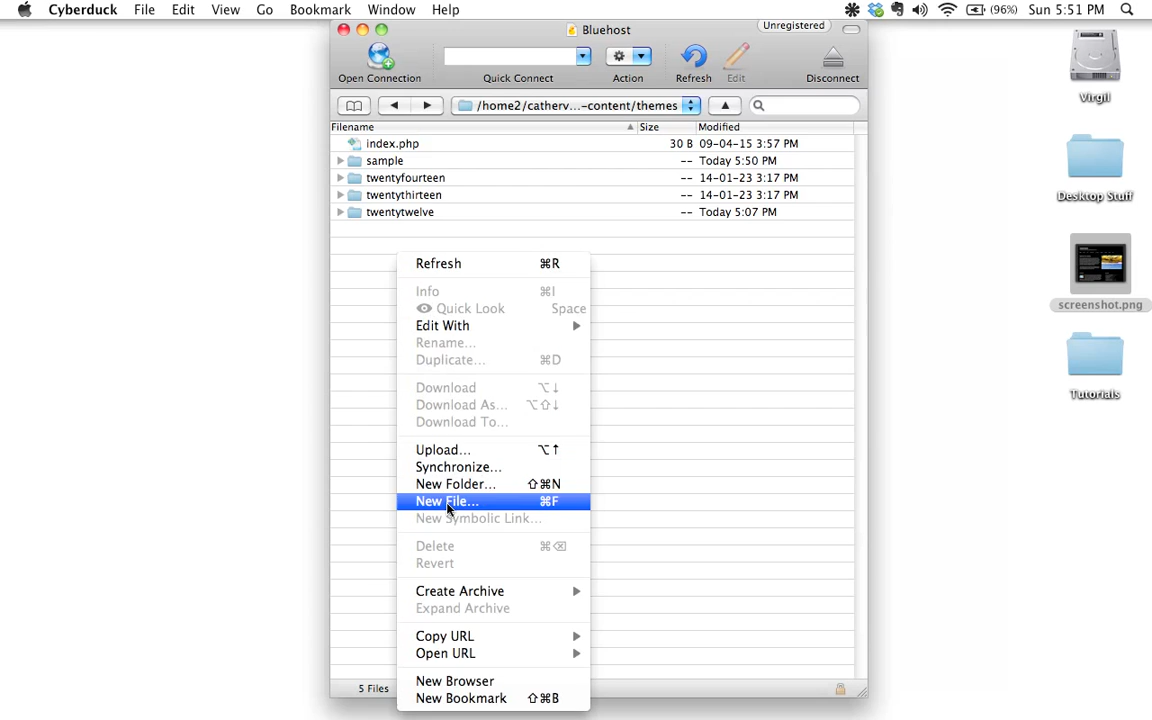 Cyberduck File Edit View Go Bookmark Window Help (96%) Sun 5:51 PM
Bluehost Unregistered
Open Connection Quick Connect Action Refresh Edit Disconnect
/home2/catherv...-content/themes
Filename Size Modified
index.php 30 B 09-04-15 3:57 PM
sample -- Today 5:50 PM
twentyfourteen -- 14-01-23 3:17 PM
twentythirteen -- 14-01-23 3:17 PM
twentytwelve -- Today 5:07 PM
Refresh ⌘R
Info ⌘I
Quick Look Space
Edit With
Rename...
Duplicate... ⌘D
Download ⌥↓
Download As... ⌥⇧↓
Download To...
Upload... ⌥↑
Synchronize...
New Folder... ⇧⌘N
New File... ⌘F
New Symbolic Link...
Delete ⌘⌫
Revert
Create Archive
Expand Archive
Copy URL
Open URL
New Browser
New Bookmark ⇧⌘B
5 Files
Virgil
Desktop Stuff
screenshot.png
Tutorials